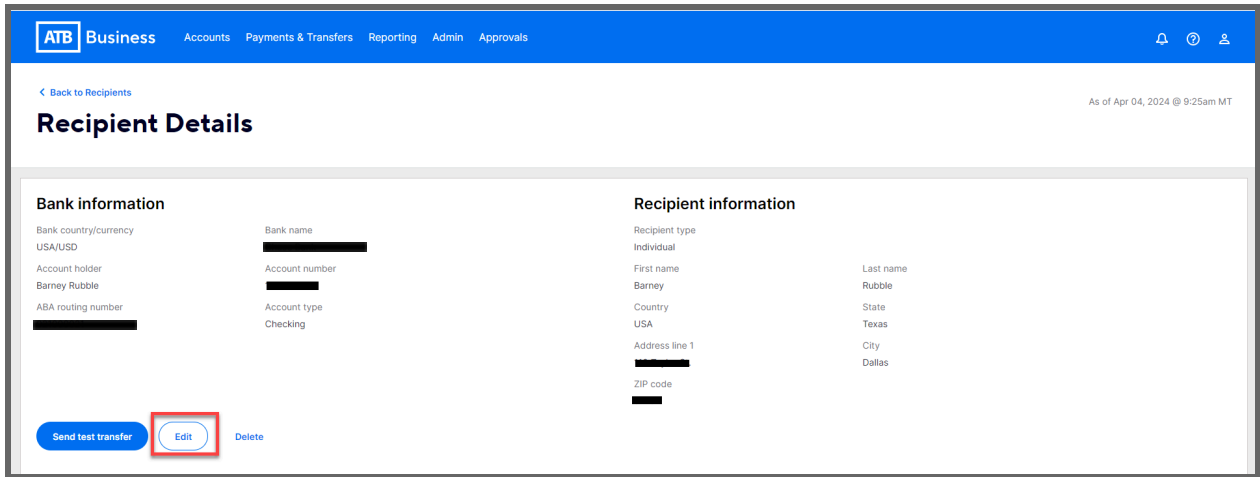 ATB Business Accounts Payments & Transfers Reporting Admin Approvals
Back to Recipients
As of Apr 04, 2024 @ 9:25am MT
Recipient Details
Bank information
Bank country/currency Bank name
USA/USD
Account holder Account number
Barney Rubble
ABA routing number Account type
Checking
Recipient information
Recipient type
Individual
First name Last name
Barney Rubble
Country State
USA Texas
Address line 1 City
Dallas
ZIP code
Send test transfer Edit Delete